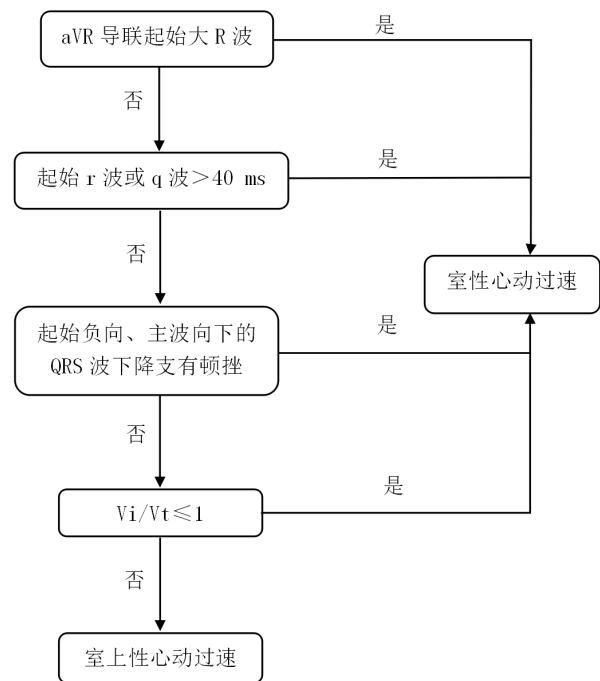 aVR 导联起始大 R 波
是
否
起始 r 波或 q 波＞40 ms
是
否
室性心动过速
起始负向、主波向下的
QRS 波下降支有顿挫
是
否
Vi/Vt≤1
是
否
室上性心动过速